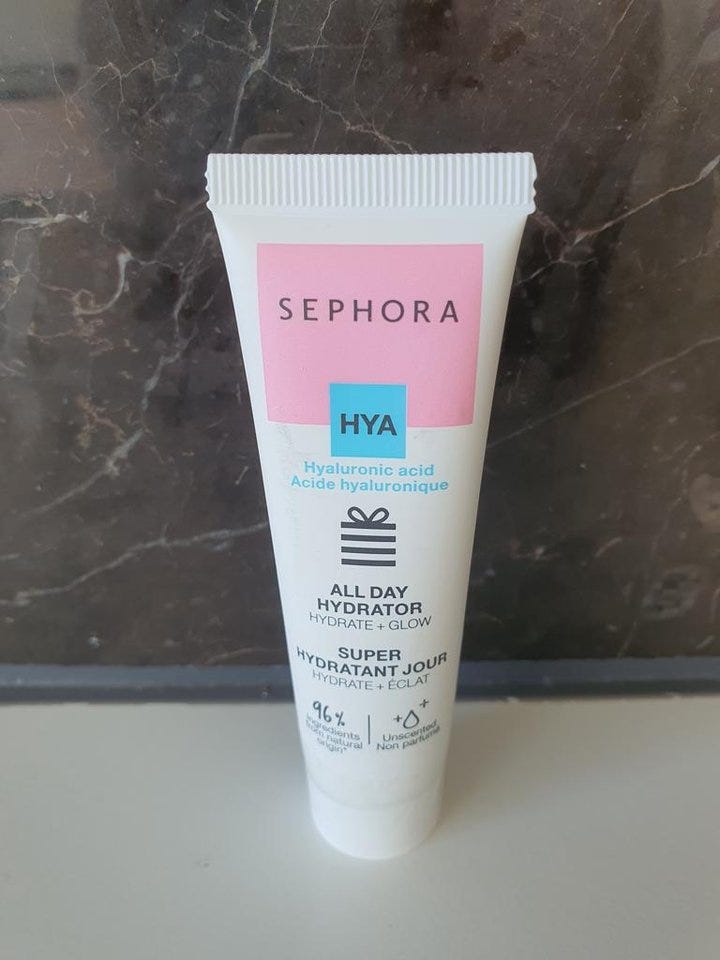 SEPHORA
HYA
Hyaluronic acid
Acide hyaluronique
ALL DAY
HYDRATOR
HYDRATE + GLOW
SUPER
HYDRATANT JOUR
HYDRATE + ÉCLAT
96%
ingredients
from natural
origin*
Unscented
Non parfumé